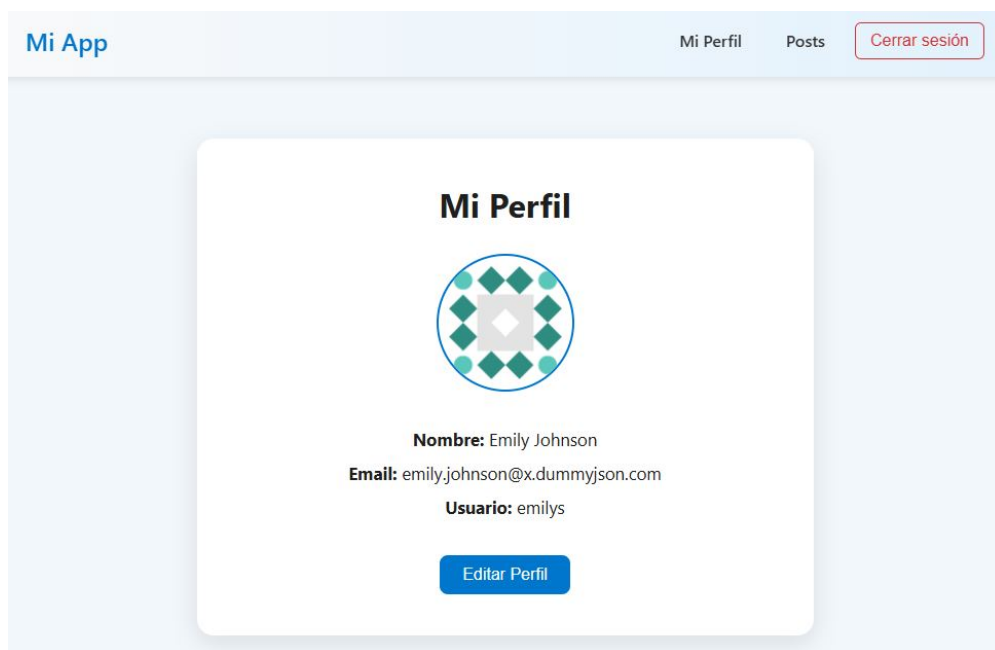 Mi App
Mi Perfil
Posts
Cerrar sesión
Mi Perfil
Nombre: Emily Johnson
Email: emily.johnson@x.dummyjson.com
Usuario: emilys
Editar Perfil